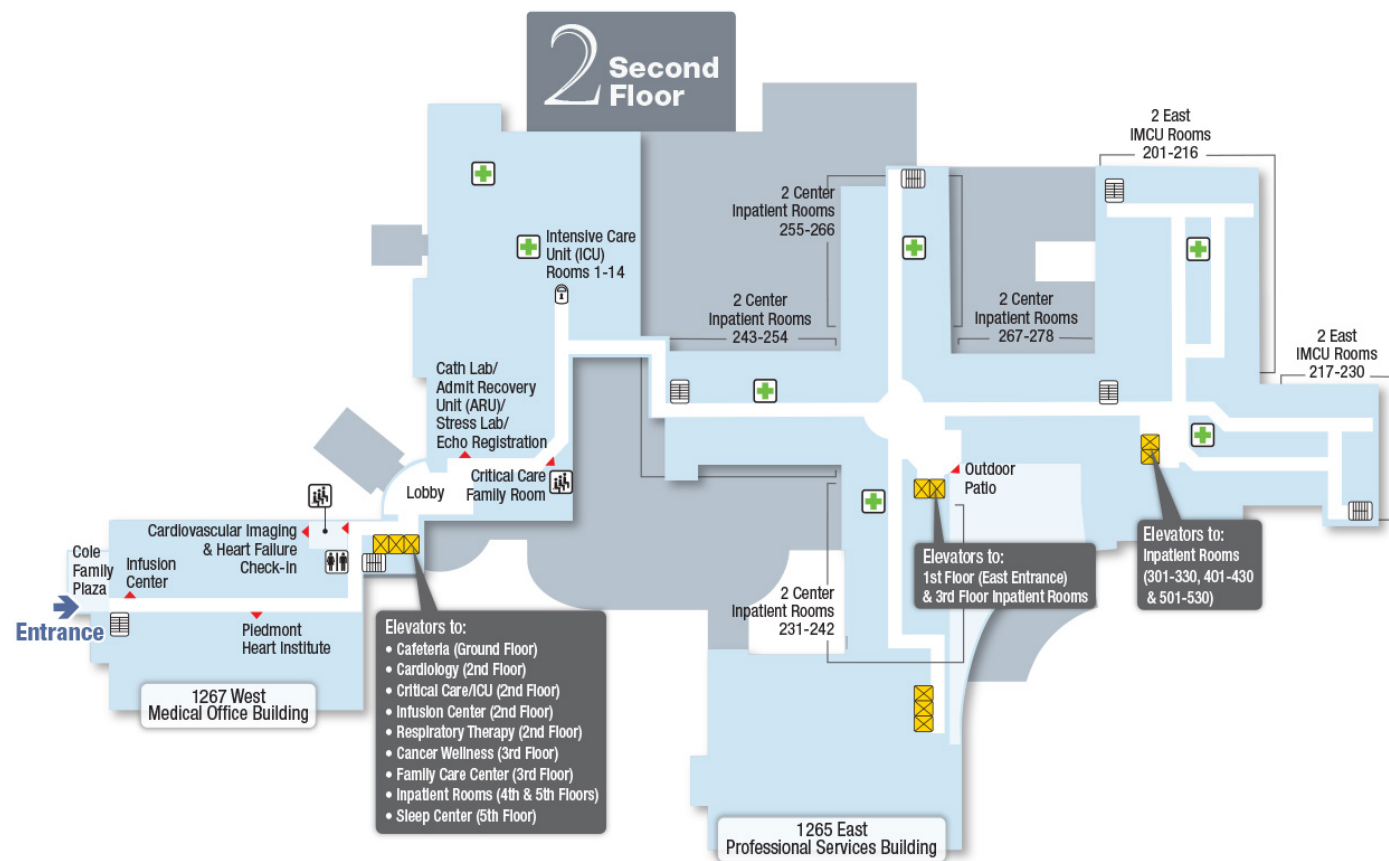 2 Second
Floor
2 East
IMCU Rooms
201-216
2 Center
Inpatient Rooms
255-266
Intensive Care
Unit (ICU)
Rooms 1-14
2 Center
Inpatient Rooms
243-254
2 Center
Inpatient Rooms
267-278
2 East
IMCU Rooms
217-230
Cath Lab/
Admit Recovery
Unit (ARU)/
Stress Lab/
Echo Registration
Critical Care
Family Room
Lobby
Outdoor
Patio
Cardiovascular Imaging
& Heart Failure
Check-in
Cole
Family
Plaza
Infusion
Center
Entrance
Piedmont
Heart Institute
1267 West
Medical Office Building
Elevators to:
• Cafeteria (Ground Floor)
• Cardiology (2nd Floor)
• Critical Care/ICU (2nd Floor)
• Infusion Center (2nd Floor)
• Respiratory Therapy (2nd Floor)
• Cancer Wellness (3rd Floor)
• Family Care Center (3rd Floor)
• Inpatient Rooms (4th & 5th Floors)
• Sleep Center (5th Floor)
Elevators to:
1st Floor (East Entrance)
& 3rd Floor Inpatient Rooms
Elevators to:
Inpatient Rooms
(301-330, 401-430
& 501-530)
2 Center
Inpatient Rooms
231-242
1265 East
Professional Services Building